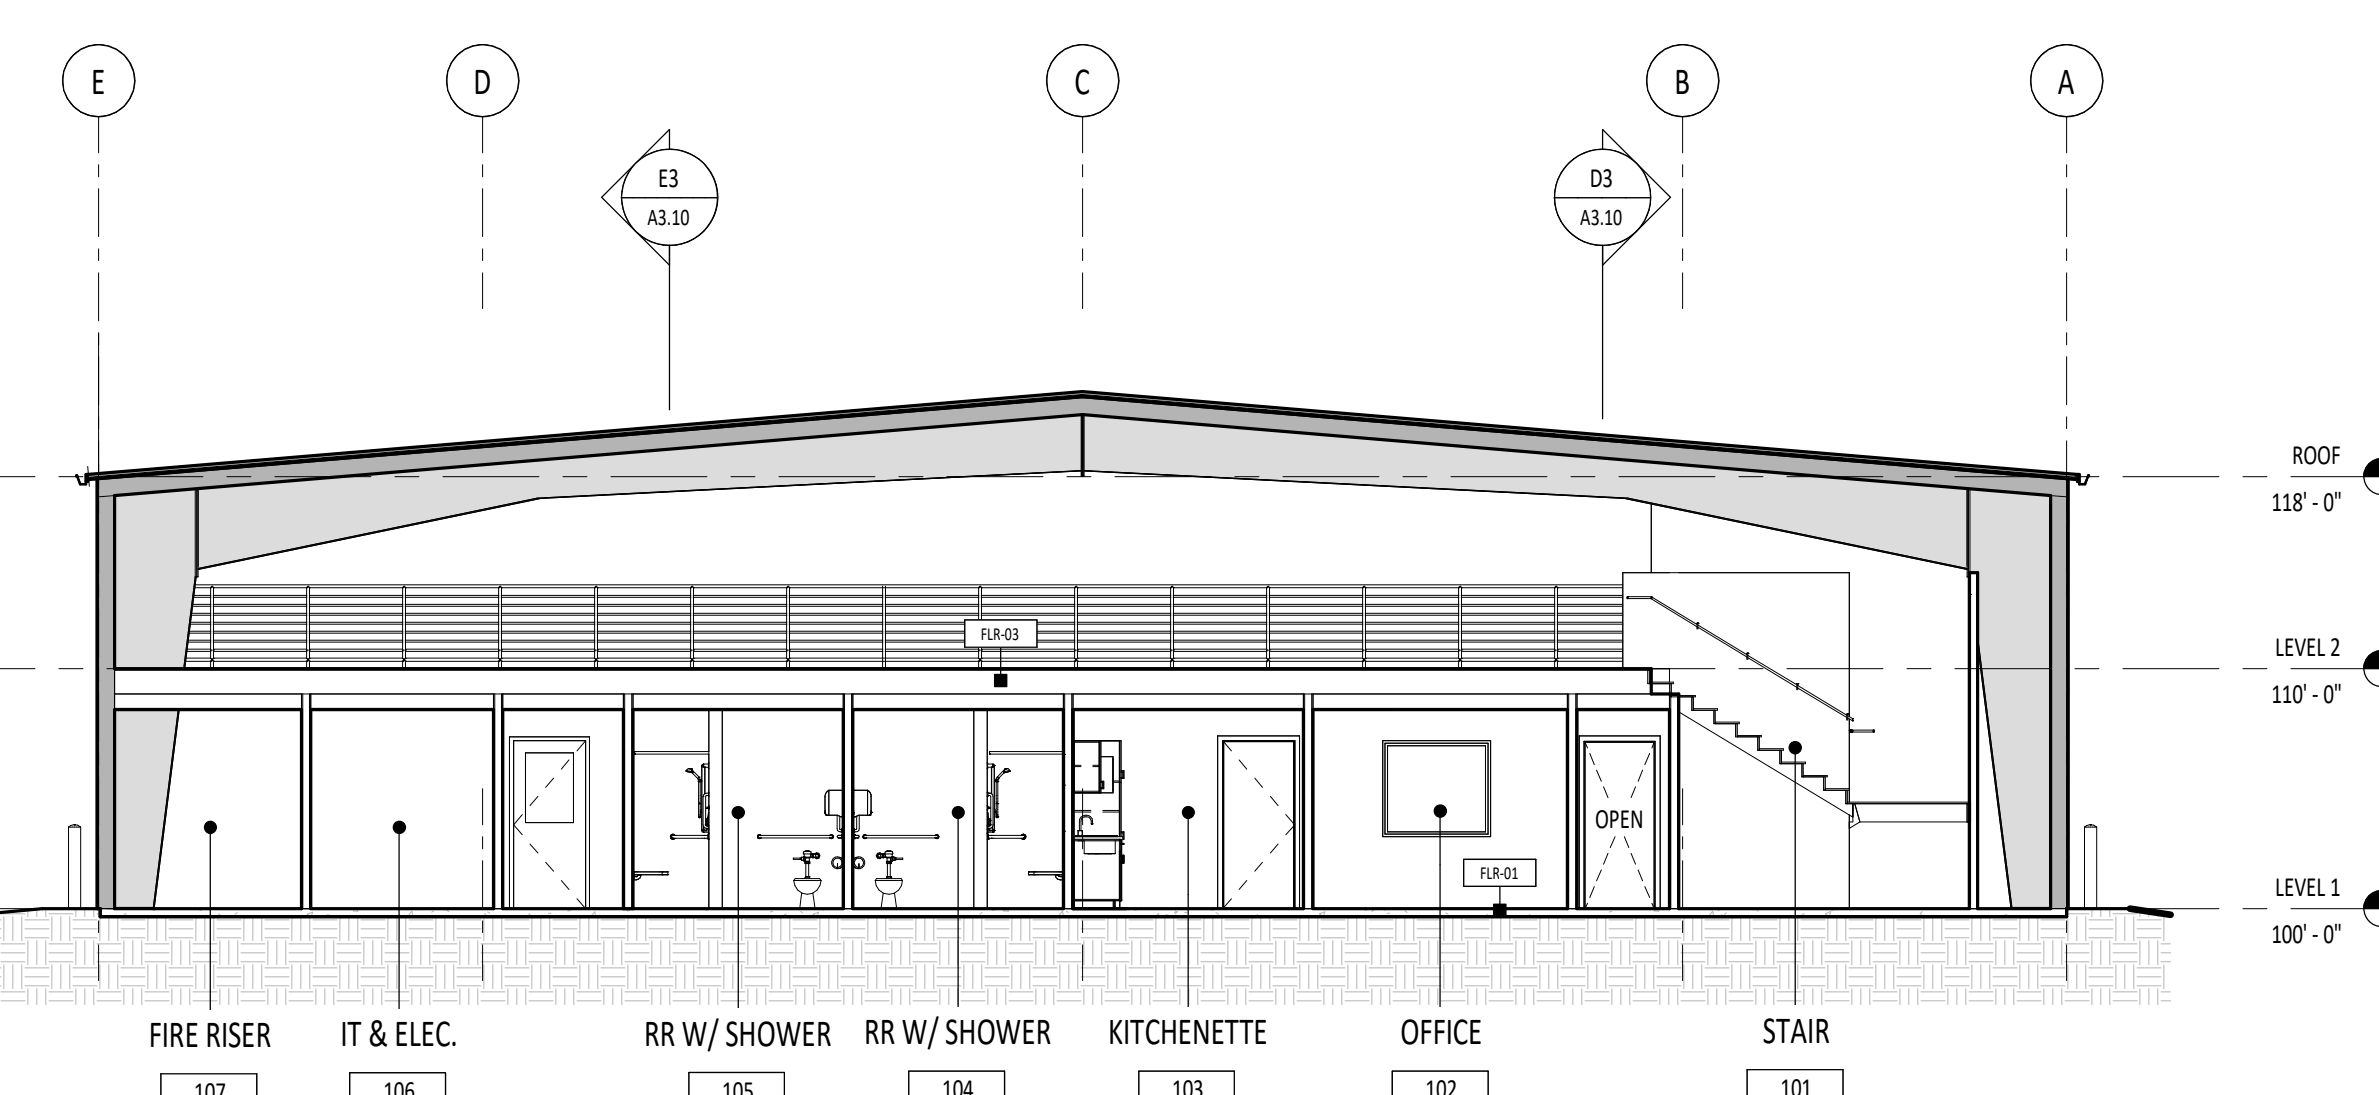 E
D
C
B
A
E3
A3.10
D3
A3.10
ROOF
118' - 0"
FLR-03
LEVEL 2
110' - 0"
OPEN
FLR-01
LEVEL 1
100' - 0"
FIRE RISER
IT & ELEC.
RR W/ SHOWER
RR W/ SHOWER
KITCHENETTE
OFFICE
STAIR
107
106
105
104
103
102
101